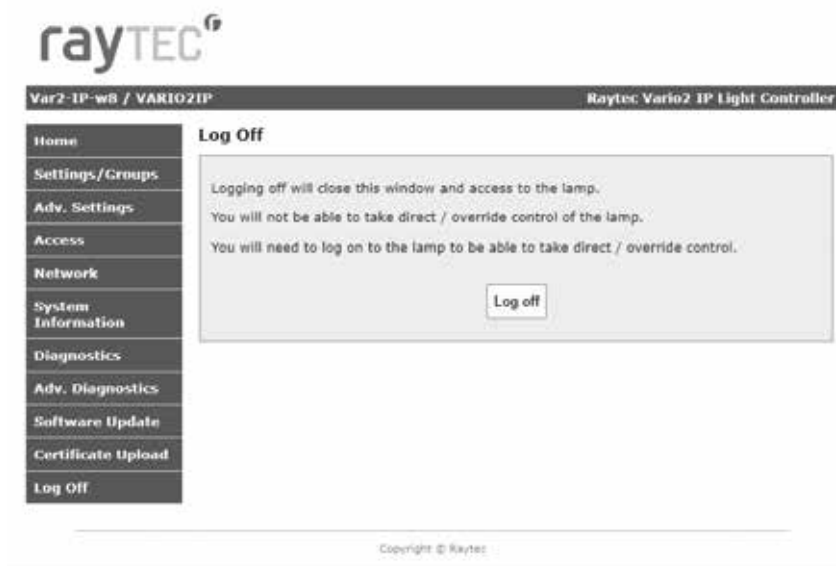 rayTEC
Var2-IP-w8 / VARIO2IP
Raytec Vario2 IP Light Controller
Home
Settings/Groups
Adv. Settings
Access
Network
System
Information
Diagnostics
Adv. Diagnostics
Software Update
Certificate Upload
Log Off
Log Off
Logging off will close this window and access to the lamp.
You will not be able to take direct / override control of the lamp.
You will need to log on to the lamp to be able to take direct / override control.
Log off
Copyright © Raytec